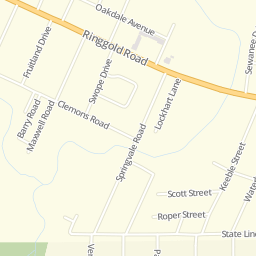 Oakdale Avenue
Ringgold Road
Fruitland Drive
Swope Drive
Barry Road
Maxwell Road
Clemons Road
Springvale Road
Lockhart Lane
Keeble Street
Scott Street
Roper Street
State Line